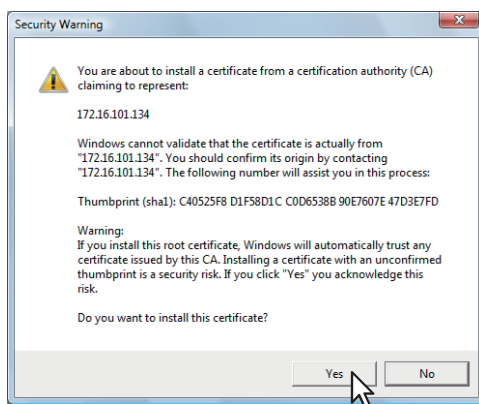 Security Warning
You are about to install a certificate from a certification authority (CA)
claiming to represent:
172.16.101.134
Windows cannot validate that the certificate is actually from
"172.16.101.134". You should confirm its origin by contacting
"172.16.101.134". The following number will assist you in this process:
Thumbprint (sha1): C40525F8 D1F58D1C C0D6538B 90E7607E 47D3E7FD
Warning:
If you install this root certificate, Windows will automatically trust any
certificate issued by this CA. Installing a certificate with an unconfirmed
thumbprint is a security risk. If you click "Yes" you acknowledge this
risk.
Do you want to install this certificate?
Yes No